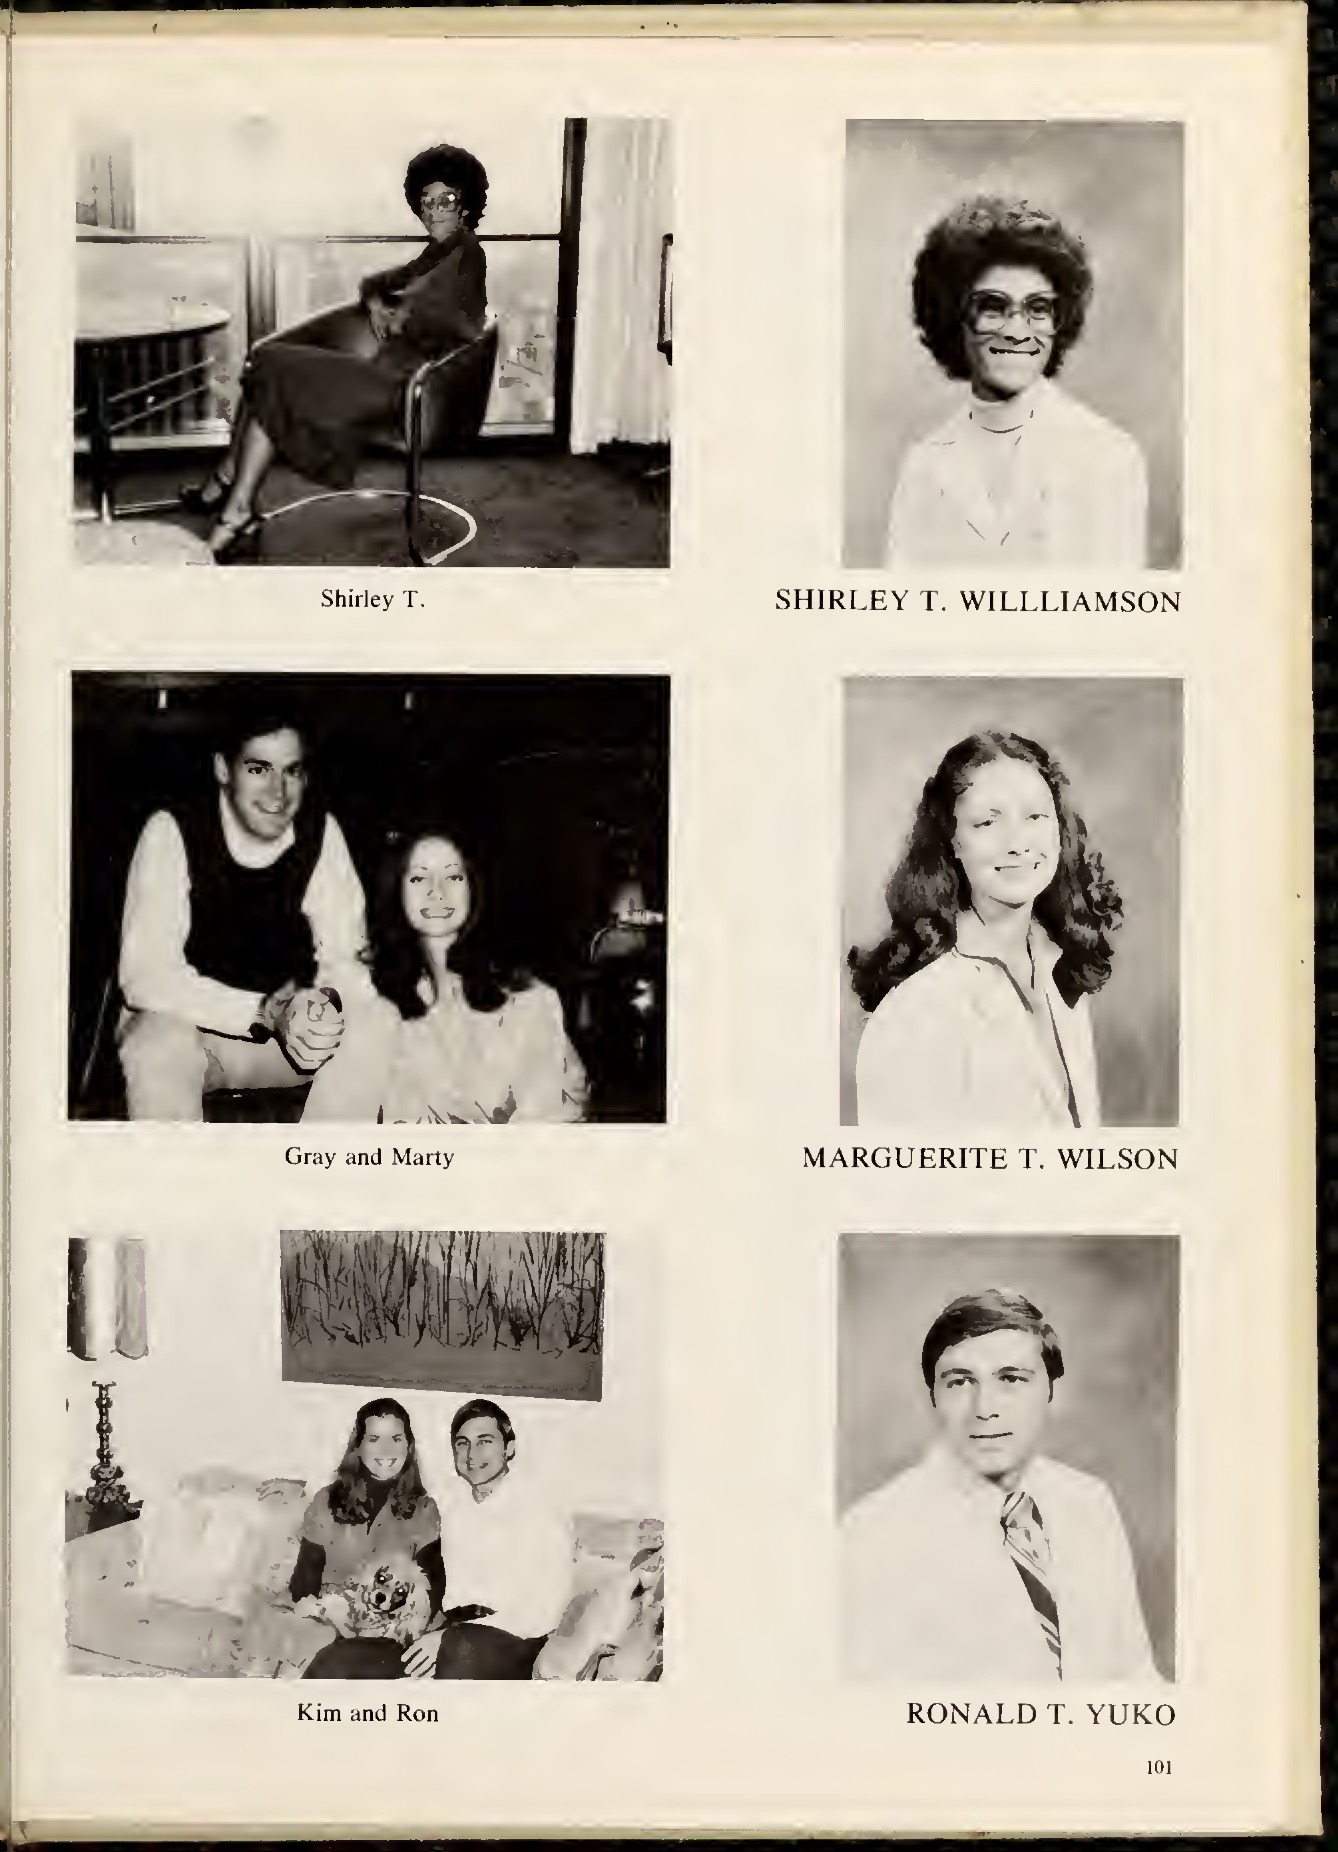 Shirley T.
SHIRLEY T. WILLLIAMSON
Gray and Marty
MARGUERITE T. WILSON
Kim and Ron
RONALD T. YUKO
101